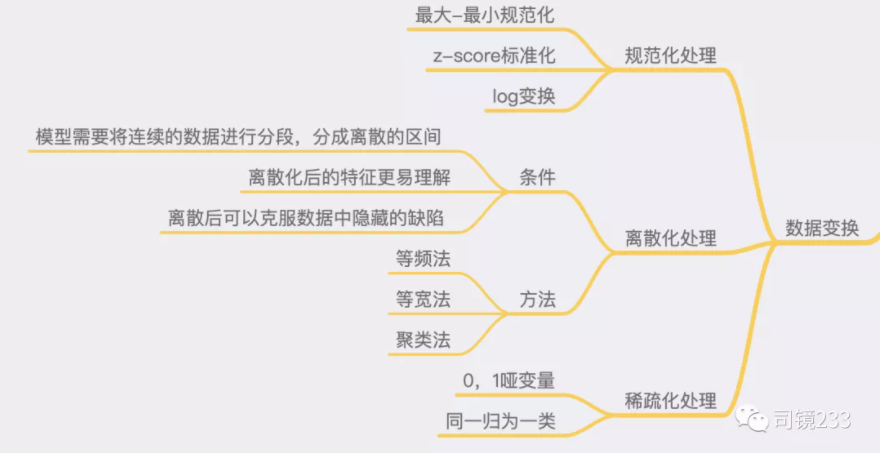 最大-最小规范化
z-score标准化
log变换
规范化处理
模型需要将连续的数据进行分段，分成离散的区间
离散化后的特征更易理解
离散后可以克服数据中隐藏的缺陷
条件
等频法
等宽法
聚类法
方法
离散化处理
0，1哑变量
同一归为一类
稀疏化处理
数据变换
司镜233